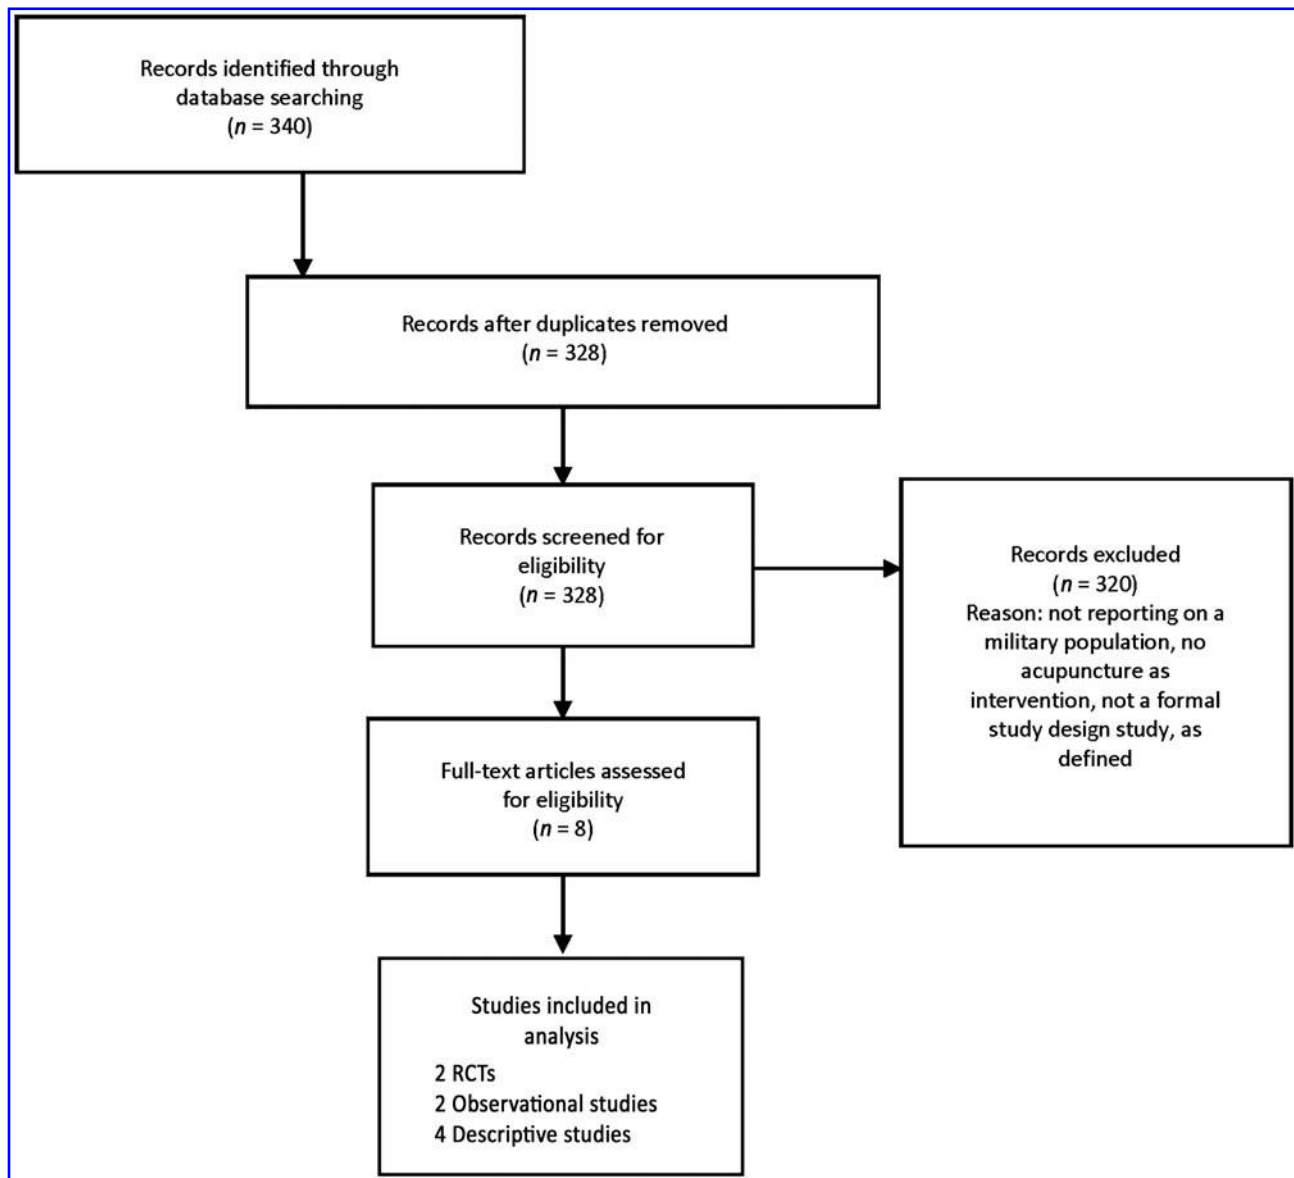 Records identified through
database searching
(n = 340)
Records after duplicates removed
(n = 328)
Records screened for
eligibility
(n = 328)
Records excluded
(n = 320)
Reason: not reporting on a
military population, no
acupuncture as
intervention, not a formal
study design study, as
defined
Full-text articles assessed
for eligibility
(n = 8)
Studies included in
analysis
2 RCTs
2 Observational studies
4 Descriptive studies